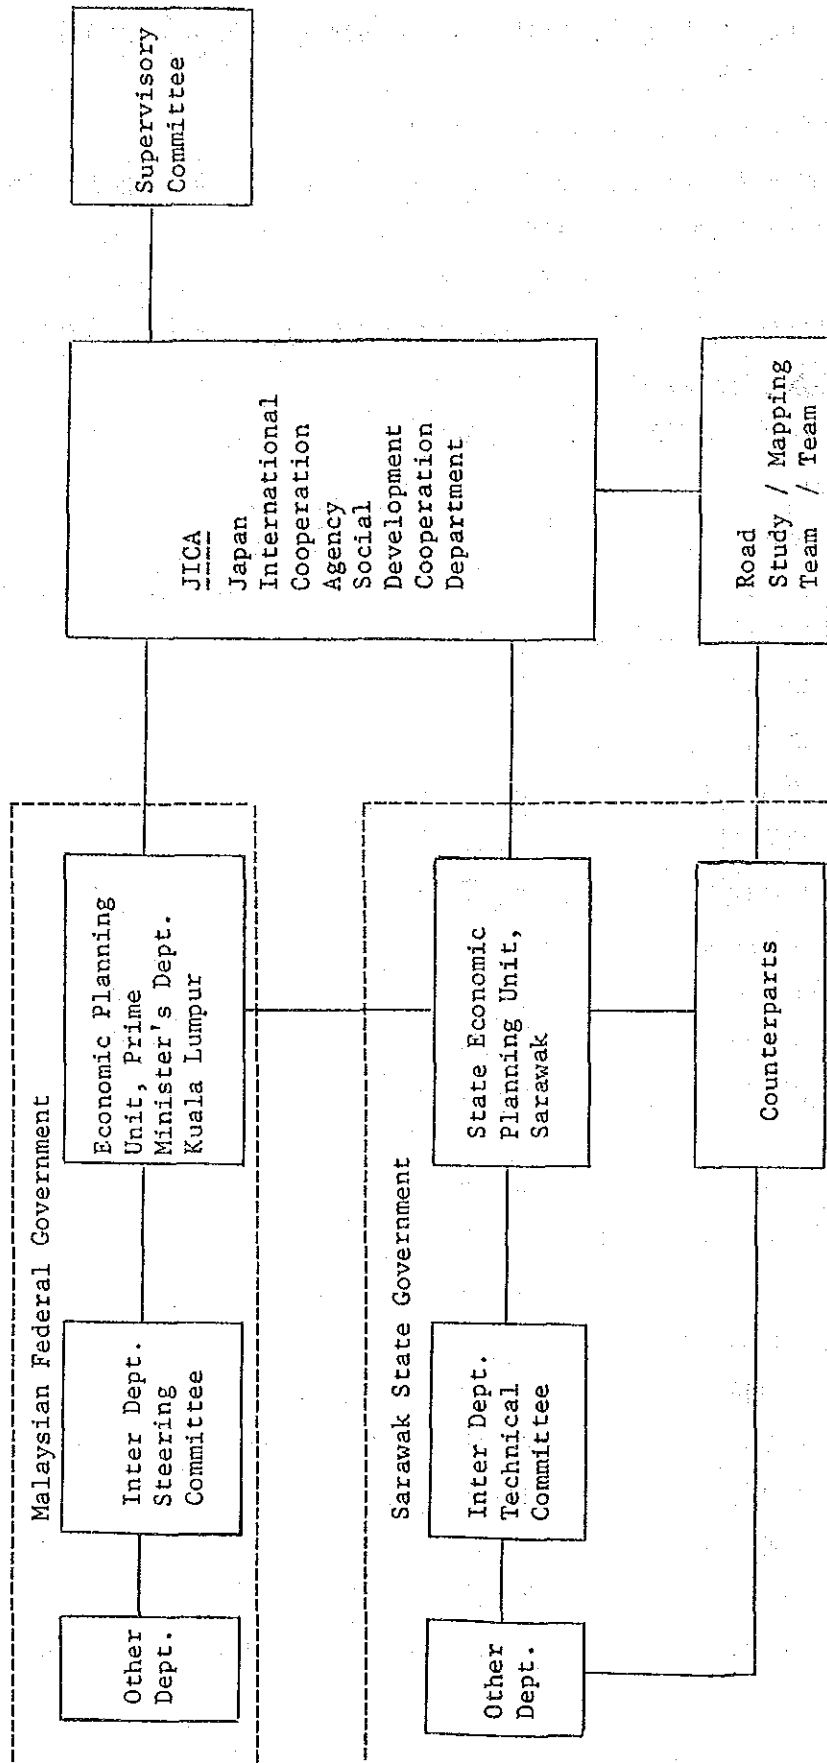 Malaysian Federal Government
Other
Dept.
Inter Dept.
Steering
Committee
Economic Planning
Unit, Prime
Minister's Dept.
Kuala Lumpur
JICA
Japan
International
Cooperation
Agency
Social
Development
Cooperation
Department
Supervisory
Committee
Sarawak State Government
Other
Dept.
Inter Dept.
Technical
Committee
State Economic
Planning Unit,
Sarawak
Counterparts
Road
Study / Mapping
Team / Team